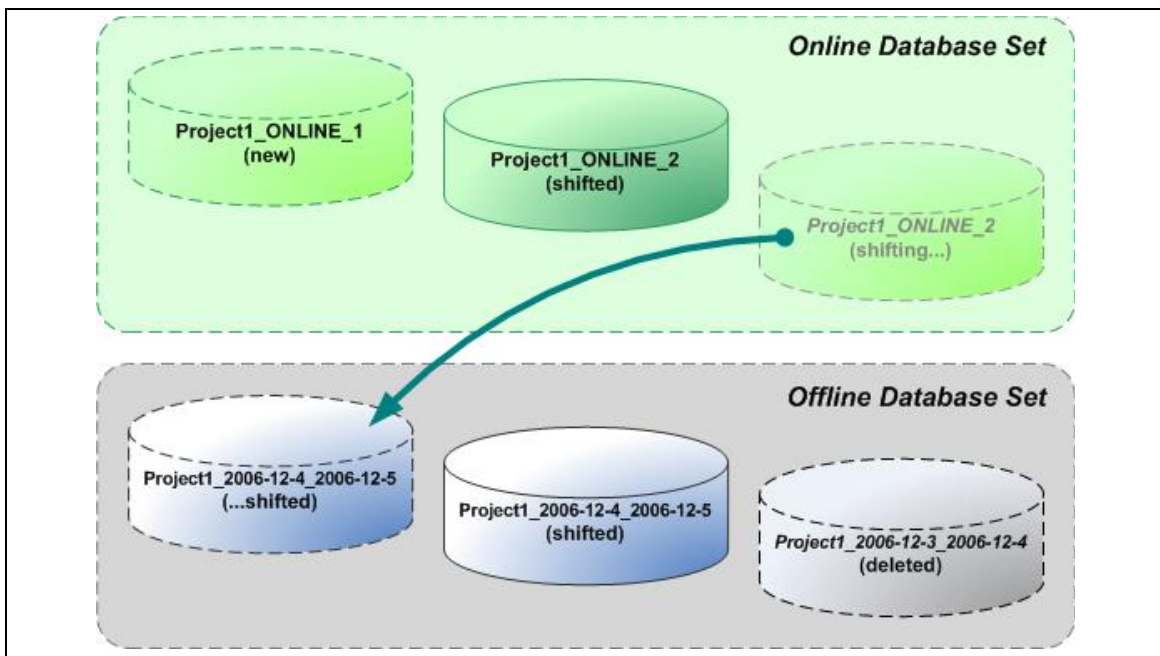 Online Database Set
Project1_ONLINE_1
(new)
Project1_ONLINE_2
(shifted)
Project1_ONLINE_2
(shifting...)
Offline Database Set
Project1_2006-12-4_2006-12-5
(...shifted)
Project1_2006-12-4_2006-12-5
(shifted)
Project1_2006-12-3_2006-12-4
(deleted)